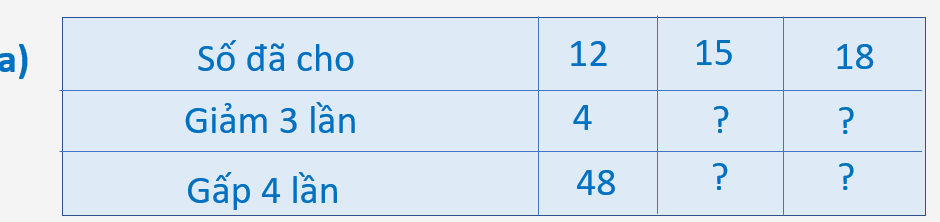 a)
Số đã cho 12 15 18
Giảm 3 lần 4 ? ?
Gấp 4 lần 48 ? ?